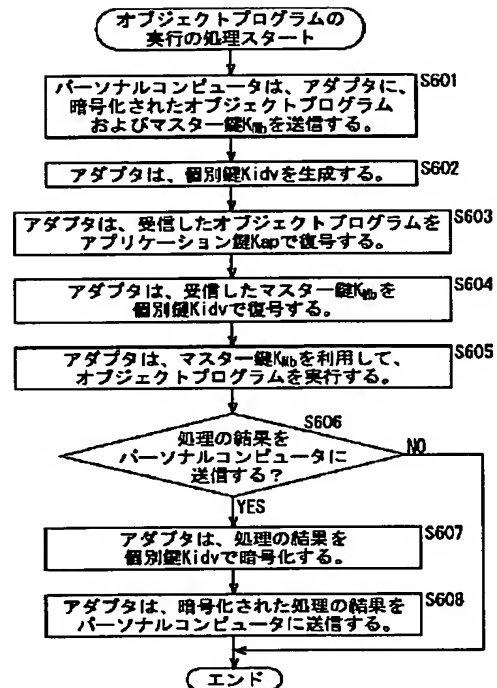 オブジェクトプログラムの
実行の処理スタート
S601
パーソナルコンピュータは、アダプタに、
暗号化されたオブジェクトプログラム
およびマスター鍵KMbを送信する。
S602
アダプタは、個別鍵Kidvを生成する。
S603
アダプタは、受信したオブジェクトプログラムを
アプリケーション鍵Kapで復号する。
S604
アダプタは、受信したマスター鍵KMbを
個別鍵Kidvで復号する。
S605
アダプタは、マスター鍵KMbを利用して、
オブジェクトプログラムを実行する。
S606
処理の結果を
パーソナルコンピュータに
送信する?
NO
YES
S607
アダプタは、処理の結果を
個別鍵Kidvで暗号化する。
S608
アダプタは、暗号化された処理の結果を
パーソナルコンピュータに送信する。
エンド